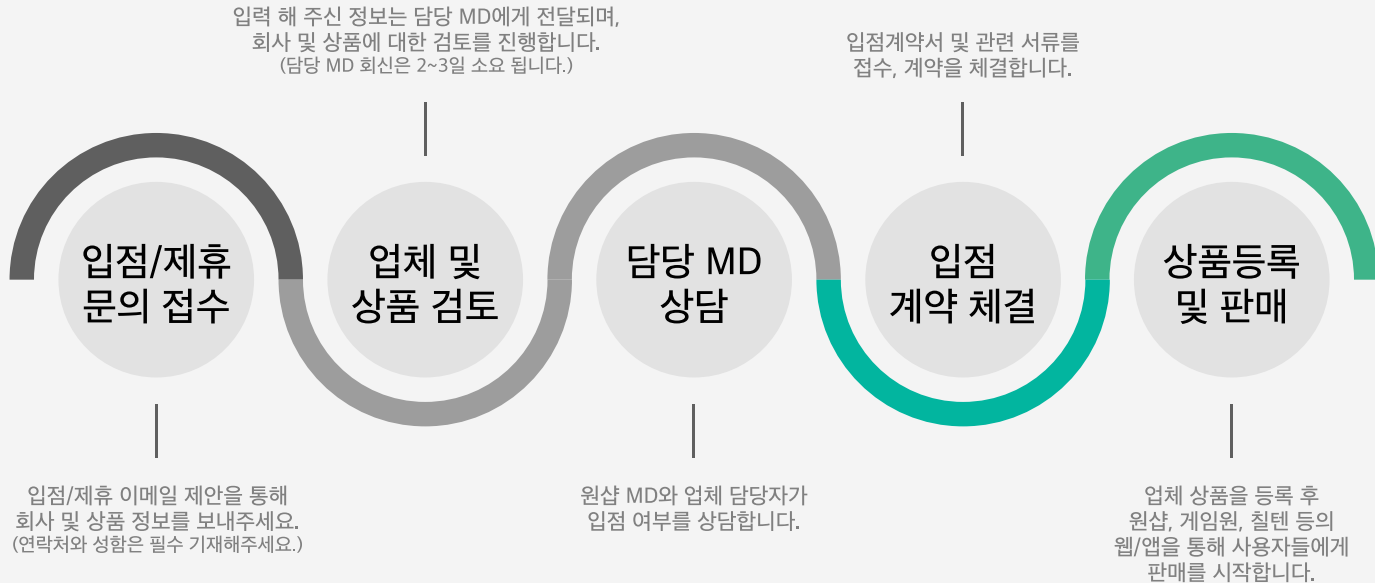 입점/제휴
문의 접수
입점/제휴 이메일 제안을 통해
회사 및 상품 정보를 보내주세요.
(연락처와 성함은 필수 기재해주세요.)
입력 해 주신 정보는 담당 MD에게 전달되며,
회사 및 상품에 대한 검토를 진행합니다.
(담당 MD 회신은 2~3일 소요 됩니다.)
업체 및
상품 검토
담당 MD
상담
원샵 MD와 업체 담당자가
입점 여부를 상담합니다.
입점계약서 및 관련 서류를
접수, 계약을 체결합니다.
입점
계약 체결
상품등록
및 판매
업체 상품을 등록 후
원샵, 게임원, 칠텐 등의
웹/앱을 통해 사용자들에게
판매를 시작합니다.